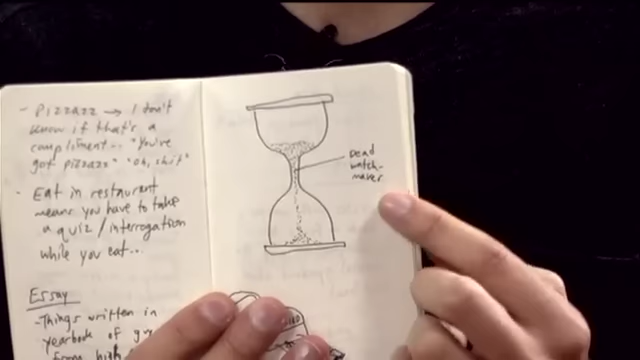 - Pizzazz → I don't
know if that's a
compliment... "You've
got pizzazz" "oh, shit"
- Eat in restaurant
means you have to take
a quiz / interrogation
while you eat...
Essay
- Things written in
yearbook of
from high
Dead
watch-
maker